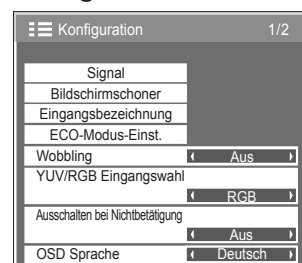 Konfiguration 1/2
Signal
Bildschirmschoner
Eingangsbezeichnung
ECO-Modus-Einst.
Wobbling Aus
YUV/RGB Eingangswahl
RGB
Ausschalten bei Nichtbetätigung
Aus
OSD Sprache Deutsch